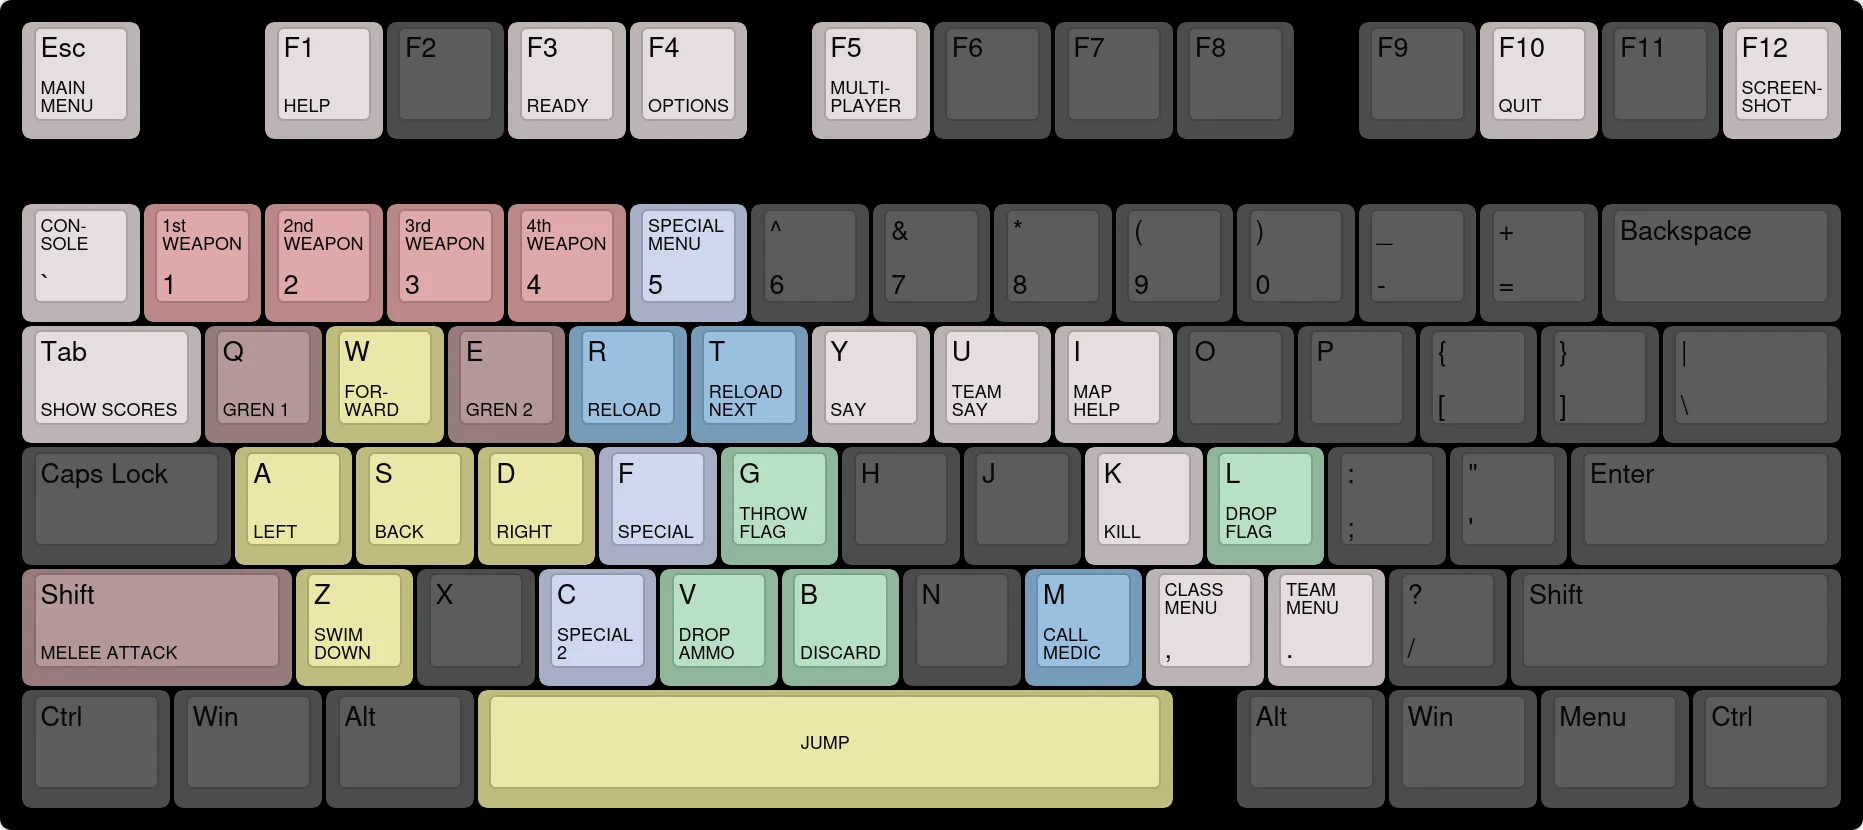 Esc
MAIN
MENU
F1
HELP
F2
F3
READY
F4
OPTIONS
F5
MULTI-
PLAYER
F6
F7
F8
F9
F10
QUIT
F11
F12
SCREEN-
SHOT
CON-
SOLE
`
1st
WEAPON
1
2nd
WEAPON
2
3rd
WEAPON
3
4th
WEAPON
4
SPECIAL
MENU
5
^
6
&
7
*
8
(
9
)
0
_
-
+
=
Backspace
Tab
SHOW SCORES
Q
GREN 1
W
FOR-
WARD
E
GREN 2
R
RELOAD
T
RELOAD
NEXT
Y
SAY
U
TEAM
SAY
I
MAP
HELP
O
P
{
[
}
]
|
\
Caps Lock
A
LEFT
S
BACK
D
RIGHT
F
SPECIAL
G
THROW
FLAG
H
J
K
KILL
L
DROP
FLAG
:
;
"
'
Enter
Shift
MELEE ATTACK
Z
SWIM
DOWN
X
C
SPECIAL
2
V
DROP
AMMO
B
DISCARD
N
M
CALL
MEDIC
CLASS
MENU
,
TEAM
MENU
.
?
/
Shift
Ctrl
Win
Alt
JUMP
Alt
Win
Menu
Ctrl